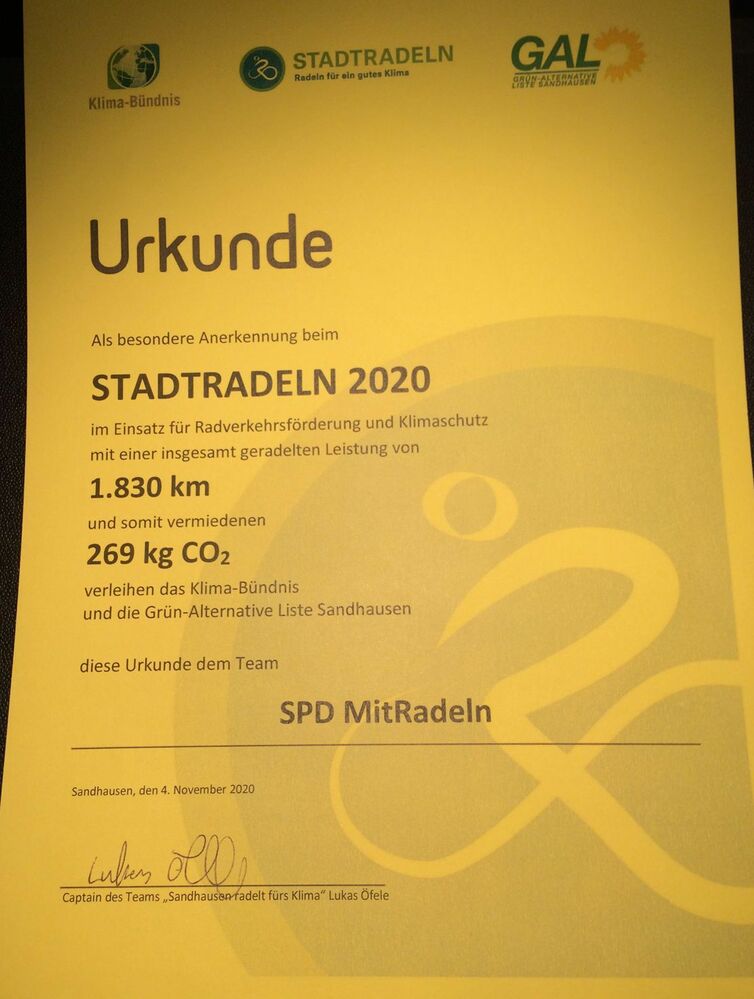 Klima-Bündnis
STADTRADELN
Radeln für ein gutes Klima
GAL
GRÜN-ALTERNATIVE
LISTE SANDHAUSEN
Urkunde
Als besondere Anerkennung beim
STADTRADELN 2020
im Einsatz für Radverkehrsförderung und Klimaschutz
mit einer insgesamt geradelten Leistung von
1.830 km
und somit vermiedenen
269 kg CO₂
verleihen das Klima-Bündnis
und die Grün-Alternative Liste Sandhausen
diese Urkunde dem Team
SPD MitRadeln
Sandhausen, den 4. November 2020
Captain des Teams „Sandhausen radelt fürs Klima" Lukas Öfele